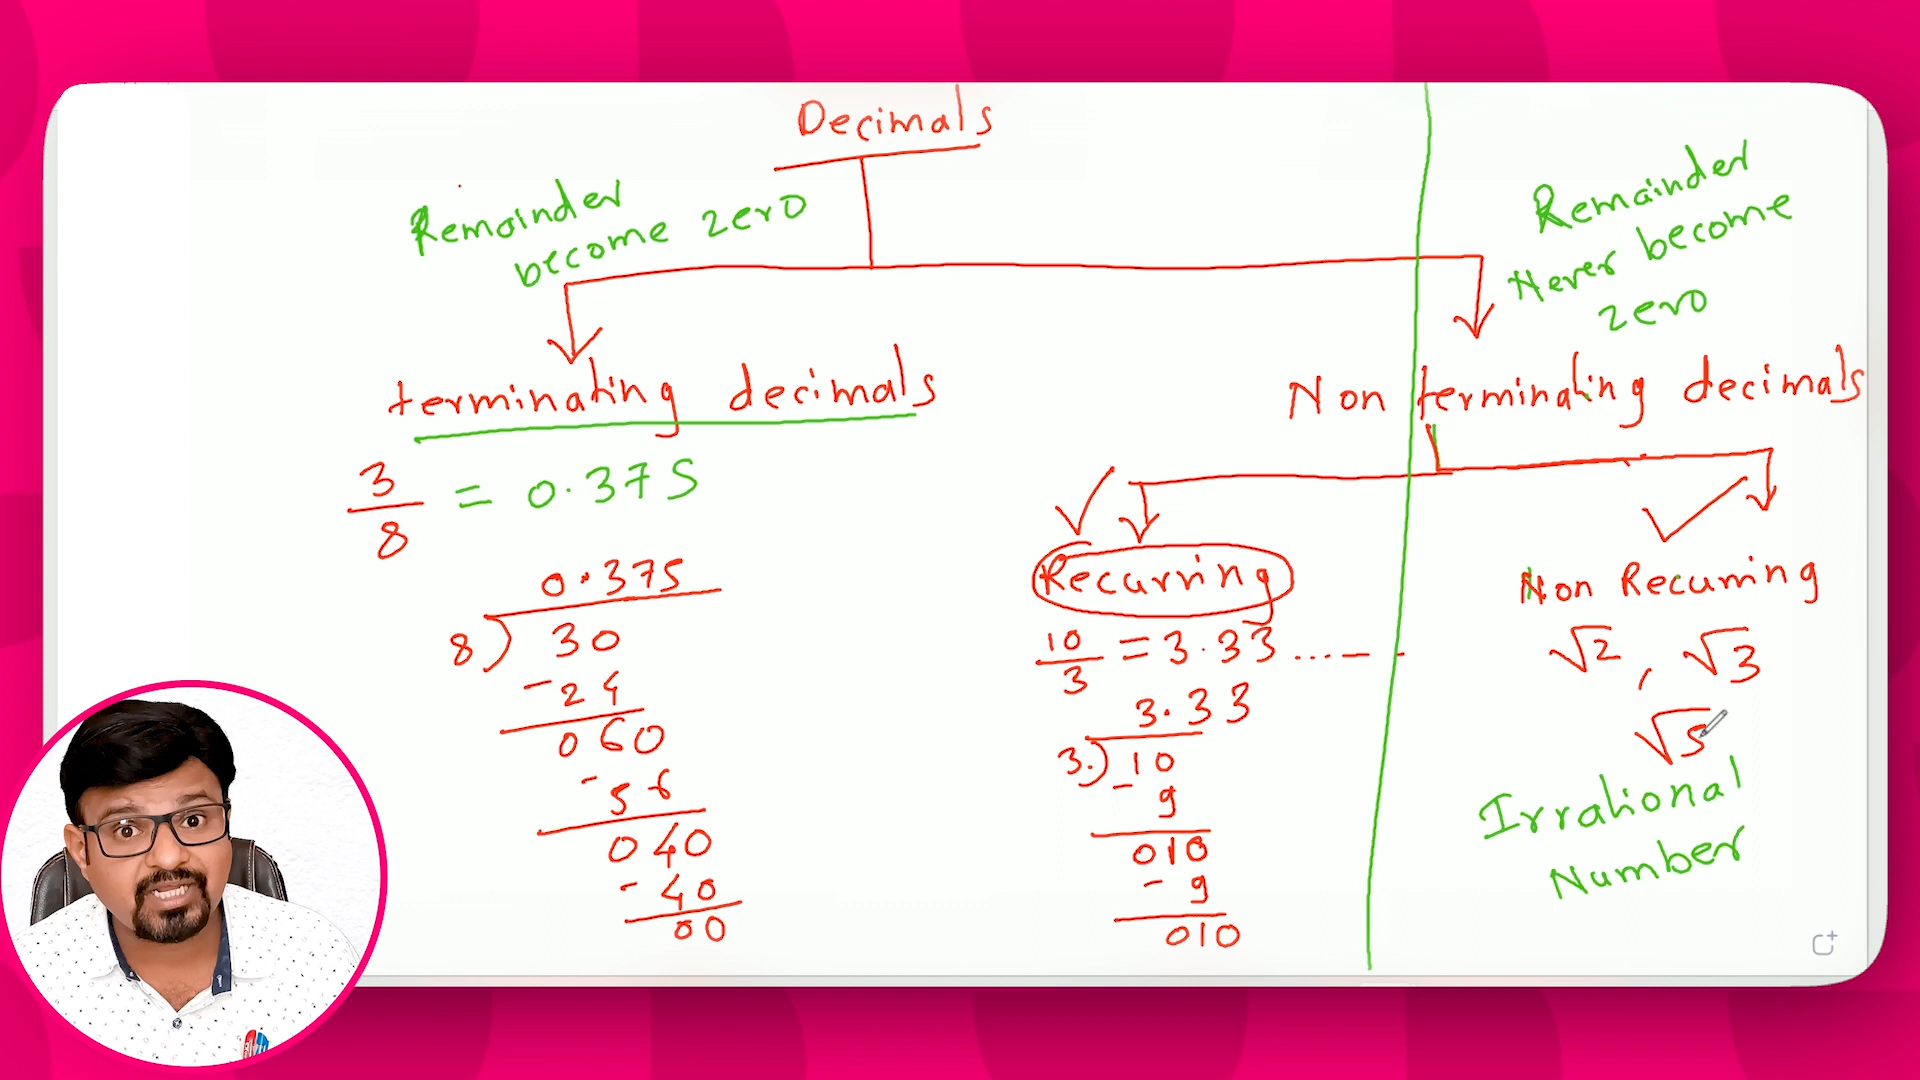 Decimals
Remainder
become zero
Remainder
Never become
zero
terminating decimals
Non terminating decimals
3/8 = 0.375
Recurring
Non Recurring
0.375
8) 30
- 24
060
- 56
040
- 40
00
10/3 = 3.33 ....- - -
3.33
3.) 10
- 9
010
- 9
010
√2 , √3
√5
Irrational
Number